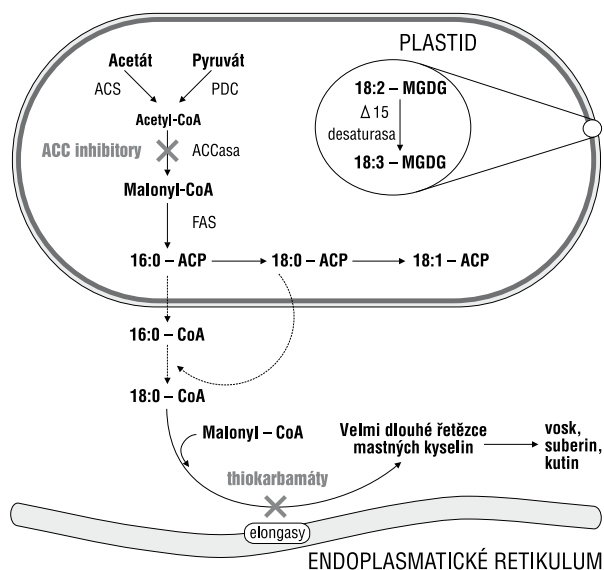 PLASTID
Acetát Pyruvát
ACS PDC
Acetyl-CoA
ACC inhibitory ACCasa
Malonyl-CoA
FAS
18:2 – MGDG
Δ 15
desaturasa
18:3 – MGDG
16:0 – ACP 18:0 – ACP 18:1 – ACP
16:0 – CoA
18:0 – CoA
Malonyl – CoA
Velmi dlouhé řetězce
mastných kyselin
vosk,
suberin,
kutin
thiokarbamáty
elongasy
ENDOPLASMATICKÉ RETIKULUM